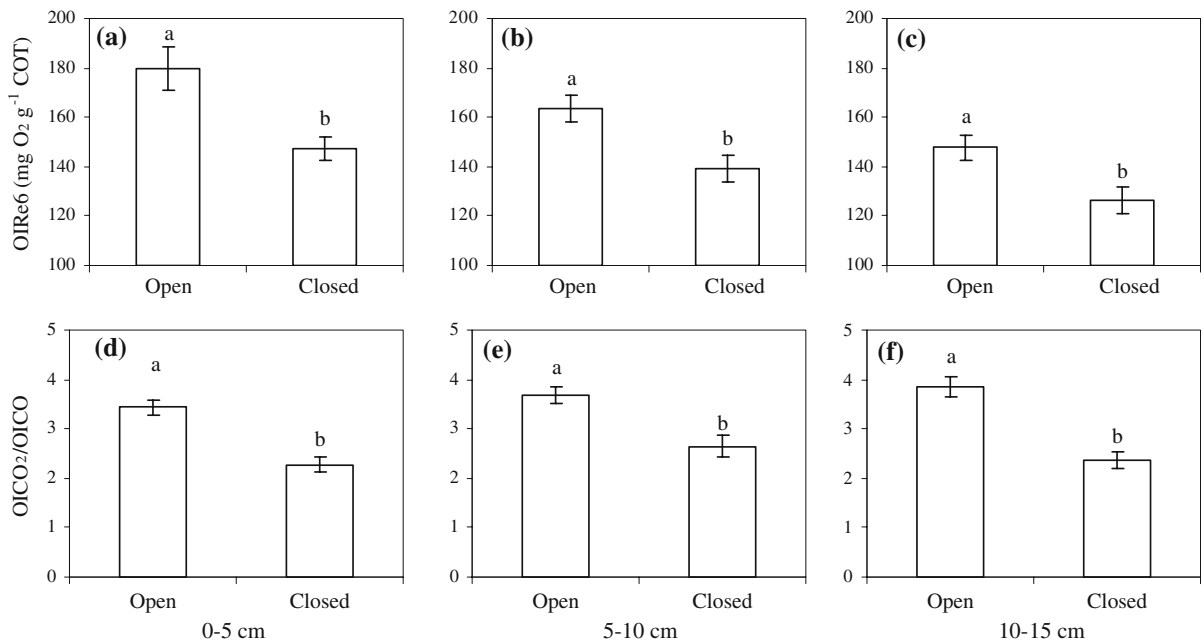 OIRe6 (mg O2 g-1 COT)
200
180
160
140
120
100
(a)
a
b
Open
Closed
200
180
160
140
120
100
(b)
a
b
Open
Closed
200
180
160
140
120
100
(c)
a
b
Open
Closed
OICO2/OICO
5
4
3
2
1
0
(d)
a
b
Open
Closed
0-5 cm
5
4
3
2
1
0
(e)
a
b
Open
Closed
5-10 cm
5
4
3
2
1
0
(f)
a
b
Open
Closed
10-15 cm